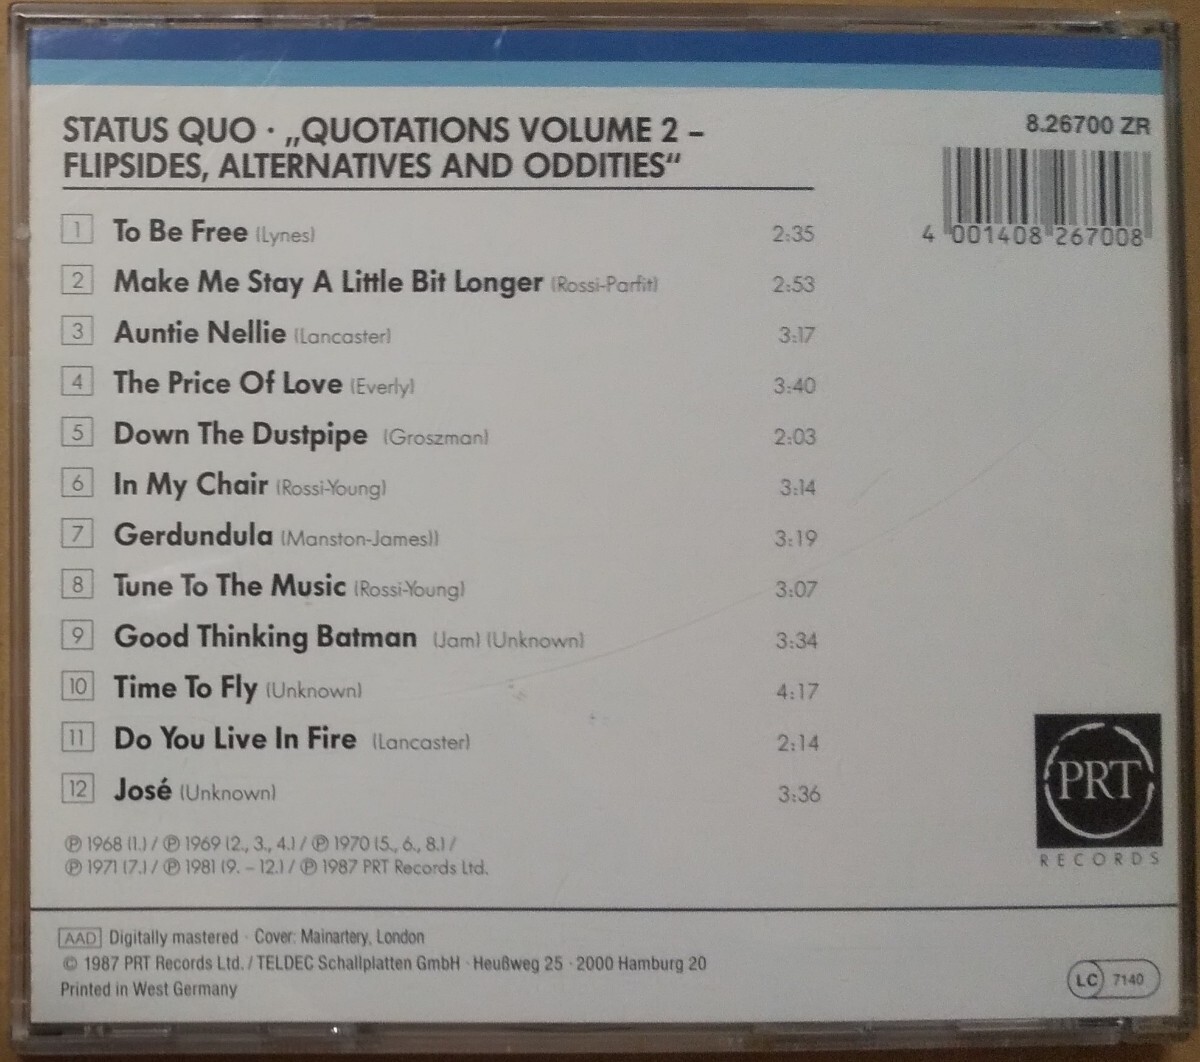 STATUS QUO · „QUOTATIONS VOLUME 2 –
FLIPSIDES, ALTERNATIVES AND ODDITIES“
8.26700 ZR
4 001408 267008
1 To Be Free (Lynes) 2:35
2 Make Me Stay A Little Bit Longer (Rossi-Parfit) 2:53
3 Auntie Nellie (Lancaster) 3:17
4 The Price Of Love (Everly) 3:40
5 Down The Dustpipe (Groszman) 2:03
6 In My Chair (Rossi-Young) 3:14
7 Gerdundula (Manston-James)) 3:19
8 Tune To The Music (Rossi-Young) 3:07
9 Good Thinking Batman (Jam) (Unknown) 3:34
10 Time To Fly (Unknown) 4:17
11 Do You Live In Fire (Lancaster) 2:14
12 José (Unknown) 3:36
℗ 1968 (1.) / ℗ 1969 (2., 3., 4.) / ℗ 1970 (5., 6., 8.) /
℗ 1971 (7.) / ℗ 1981 (9. – 12.) / ℗ 1987 PRT Records Ltd.
PRT
RECORDS
AAD Digitally mastered · Cover: Mainartery, London
© 1987 PRT Records Ltd. / TELDEC Schallplatten GmbH · Heußweg 25 · 2000 Hamburg 20
Printed in West Germany
LC 7140